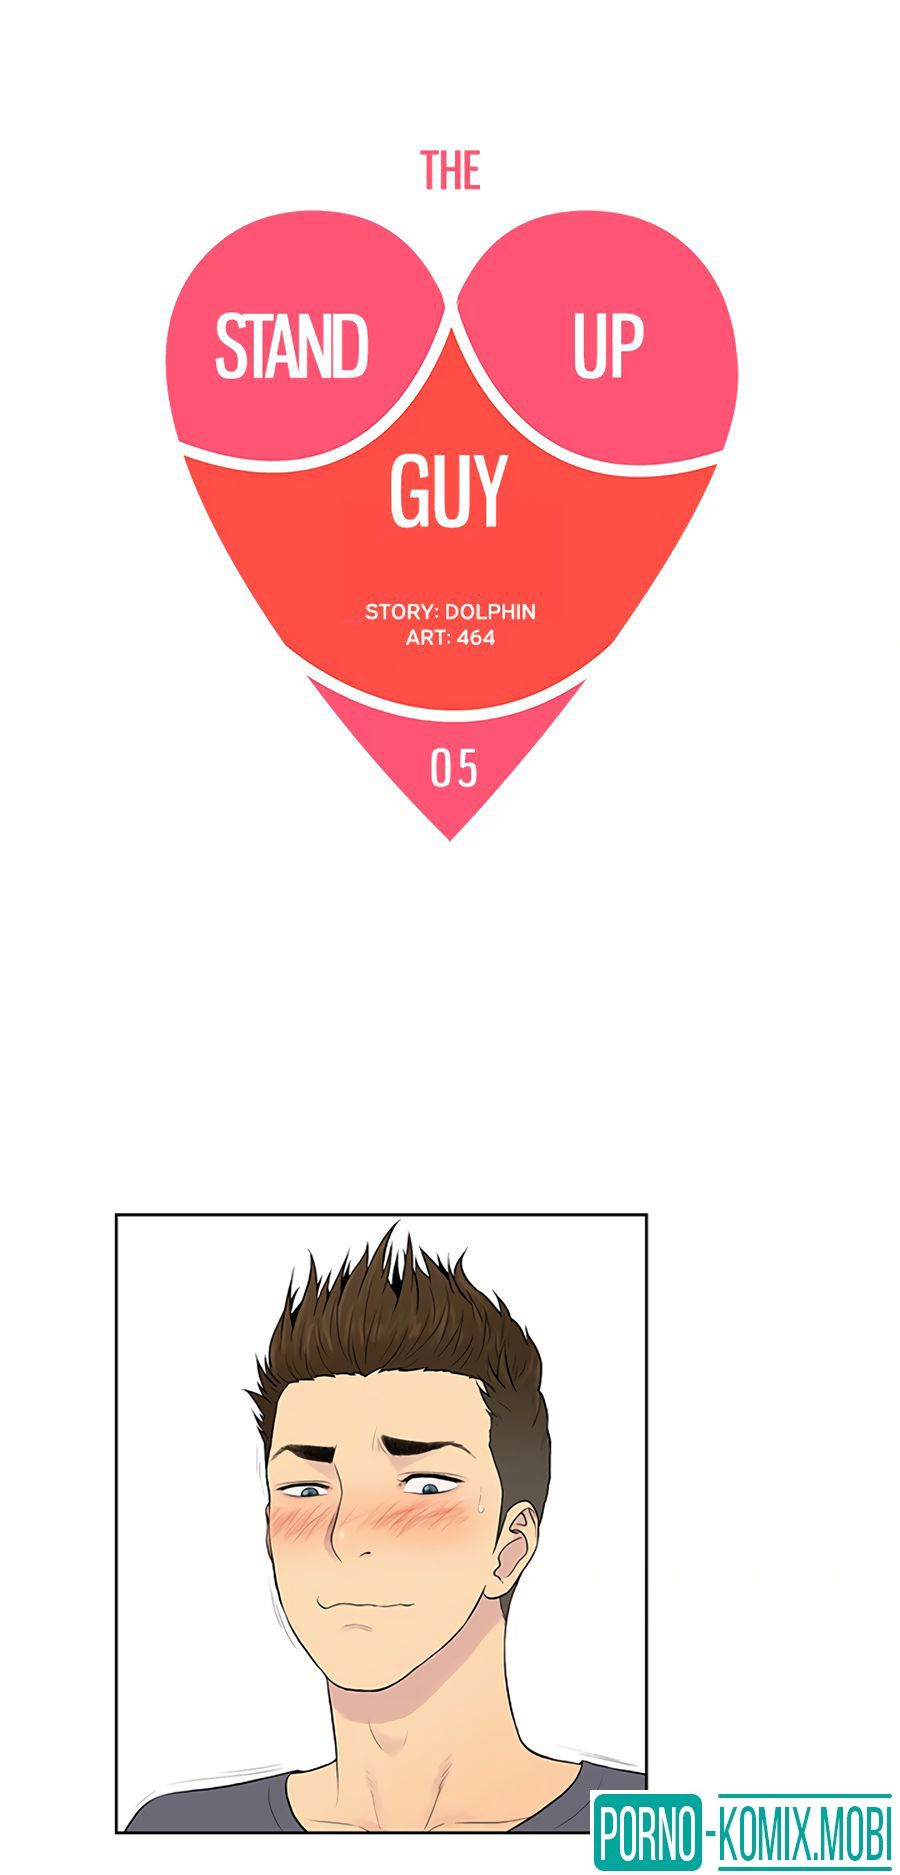 THE
STAND UP
GUY
STORY: DOLPHIN
ART: 464
05
PORNO-KOMIX.MOBI